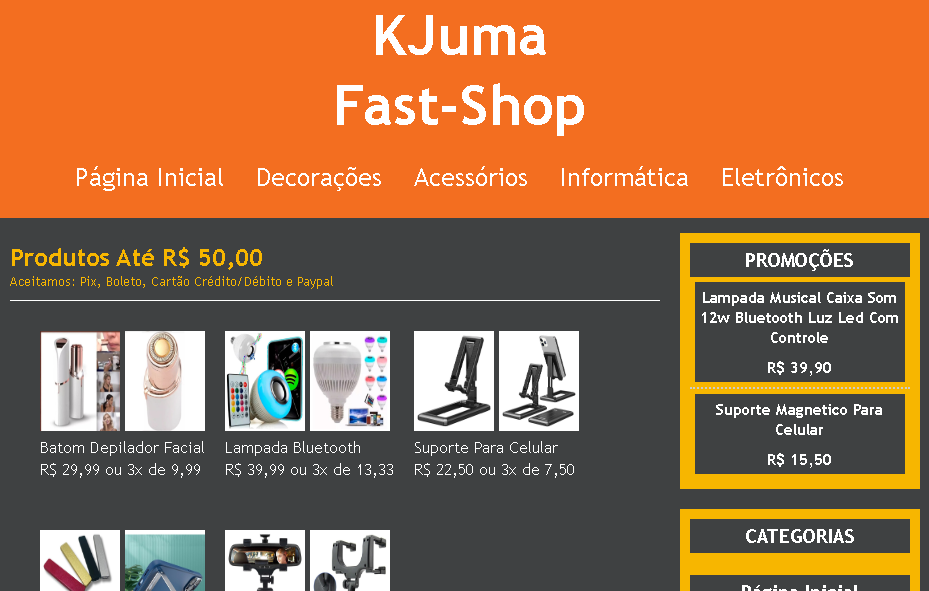 KJuma
Fast-Shop
Página Inicial Decorações Acessórios Informática Eletrônicos
Produtos Até R$ 50,00
Aceitamos: Pix, Boleto, Cartão Crédito/Débito e Paypal
Batom Depilador Facial
R$ 29,99 ou 3x de 9,99
Lampada Bluetooth
R$ 39,99 ou 3x de 13,33
Suporte Para Celular
R$ 22,50 ou 3x de 7,50
PROMOÇÕES
Lampada Musical Caixa Som
12w Bluetooth Luz Led Com
Controle
R$ 39,90
Suporte Magnetico Para
Celular
R$ 15,50
CATEGORIAS
Página Inicial